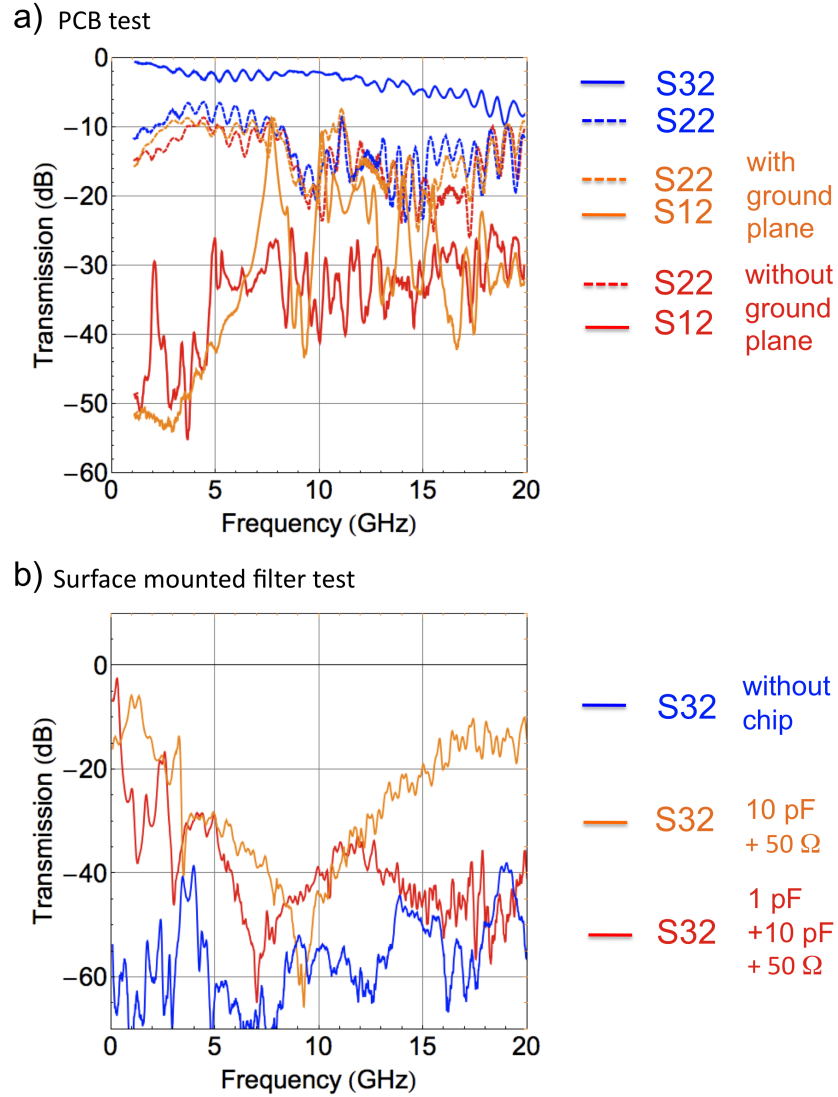 a) PCB test
0
−10
−20
−30
−40
−50
−60
Transmission (dB)
0 5 10 15 20
Frequency (GHz)
S32
S22
S22 with
S12 ground
plane
S22 without
S12 ground
plane
b) Surface mounted filter test
0
−20
−40
−60
Transmission (dB)
0 5 10 15 20
Frequency (GHz)
S32 without
chip
S32 10 pF
+ 50 Ω
1 pF
S32 +10 pF
+ 50 Ω